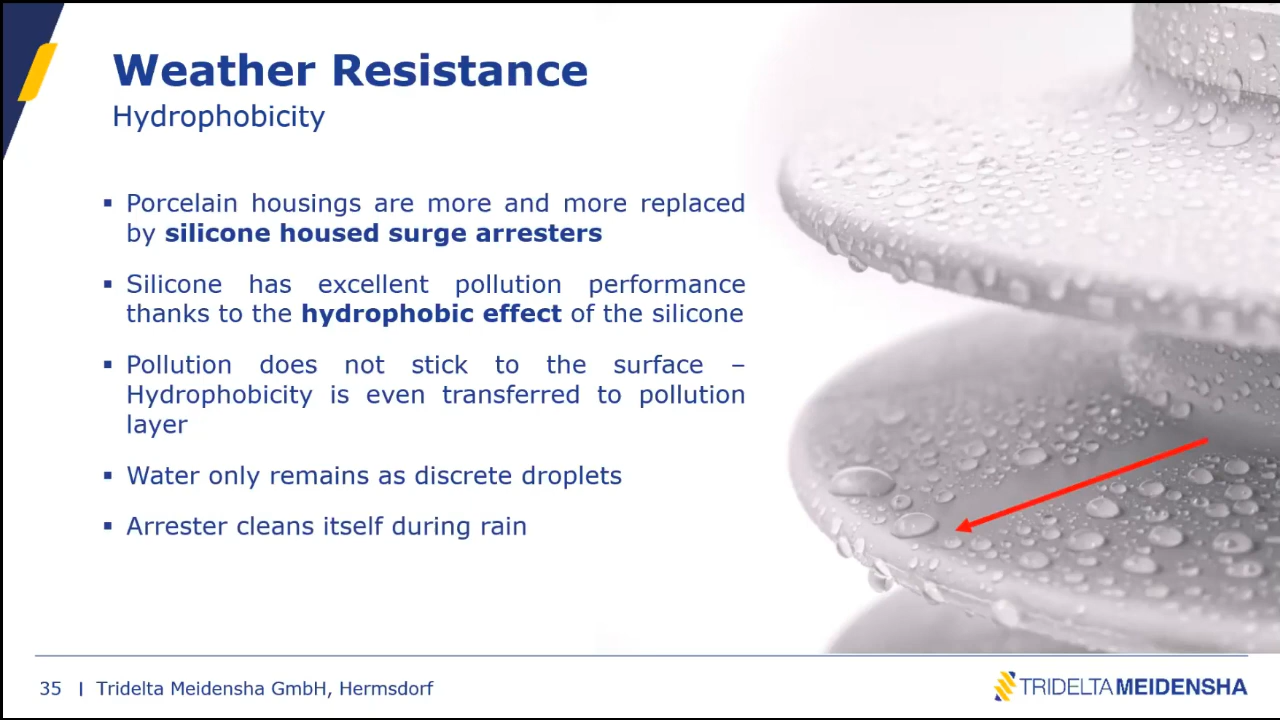 Weather Resistance
Hydrophobicity
▪ Porcelain housings are more and more replaced
by silicone housed surge arresters
▪ Silicone has excellent pollution performance
thanks to the hydrophobic effect of the silicone
▪ Pollution does not stick to the surface –
Hydrophobicity is even transferred to pollution
layer
▪ Water only remains as discrete droplets
▪ Arrester cleans itself during rain
35 | Tridelta Meidensha GmbH, Hermsdorf
TRIDELTAMEIDENSHA